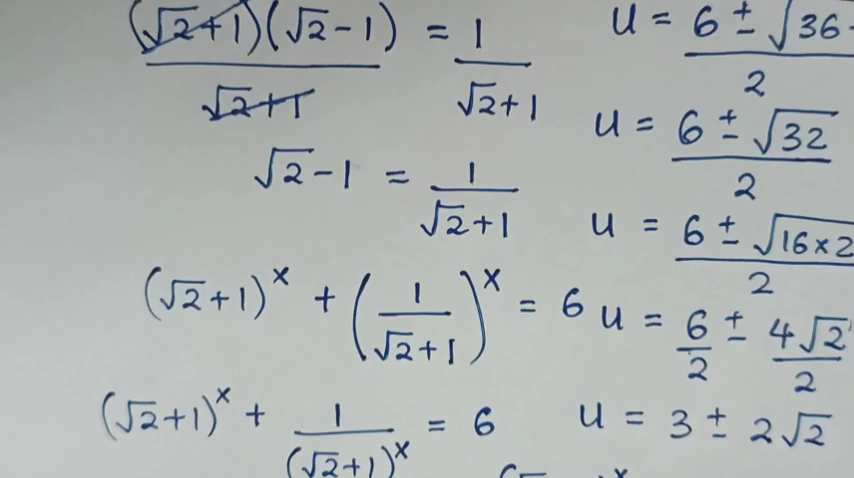 (√2+1)(√2-1) / √2+1 = 1 / √2+1
√2-1 = 1 / √2+1
(√2+1)^x + (1 / √2+1)^x = 6
(√2+1)^x + 1 / (√2+1)^x = 6
u = 6 ± √36 / 2
u = 6 ± √32 / 2
u = 6 ± √16×2 / 2
u = 6/2 ± 4√2 / 2
u = 3 ± 2√2